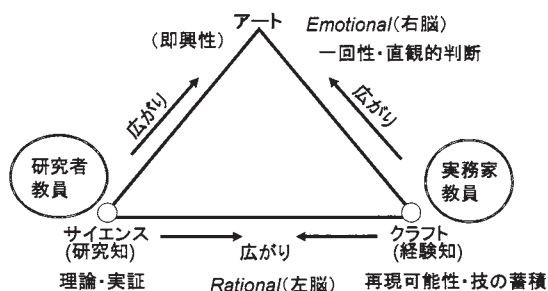 アート
Emotional(右脳)
(即興性)
一回性・直観的判断
広がり
広がり
研究者
教員
実務家
教員
サイエンス
(研究知)
広がり
クラフト
(経験知)
理論・実証
Rational(左脳)
再現可能性・技の蓄積